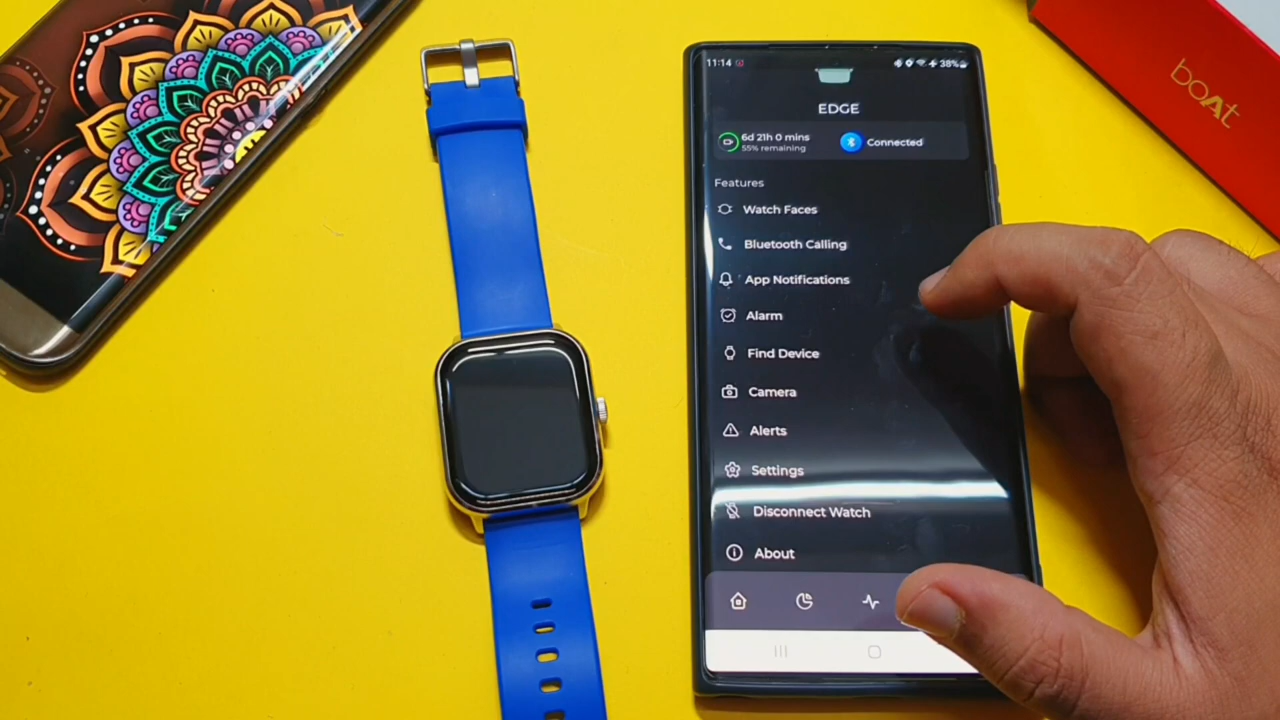 11:14
38%
EDGE
6d 21h 0 mins
55% remaining
Connected
Features
Watch Faces
Bluetooth Calling
App Notifications
Alarm
Find Device
Camera
Alerts
Settings
Disconnect Watch
About
boAt